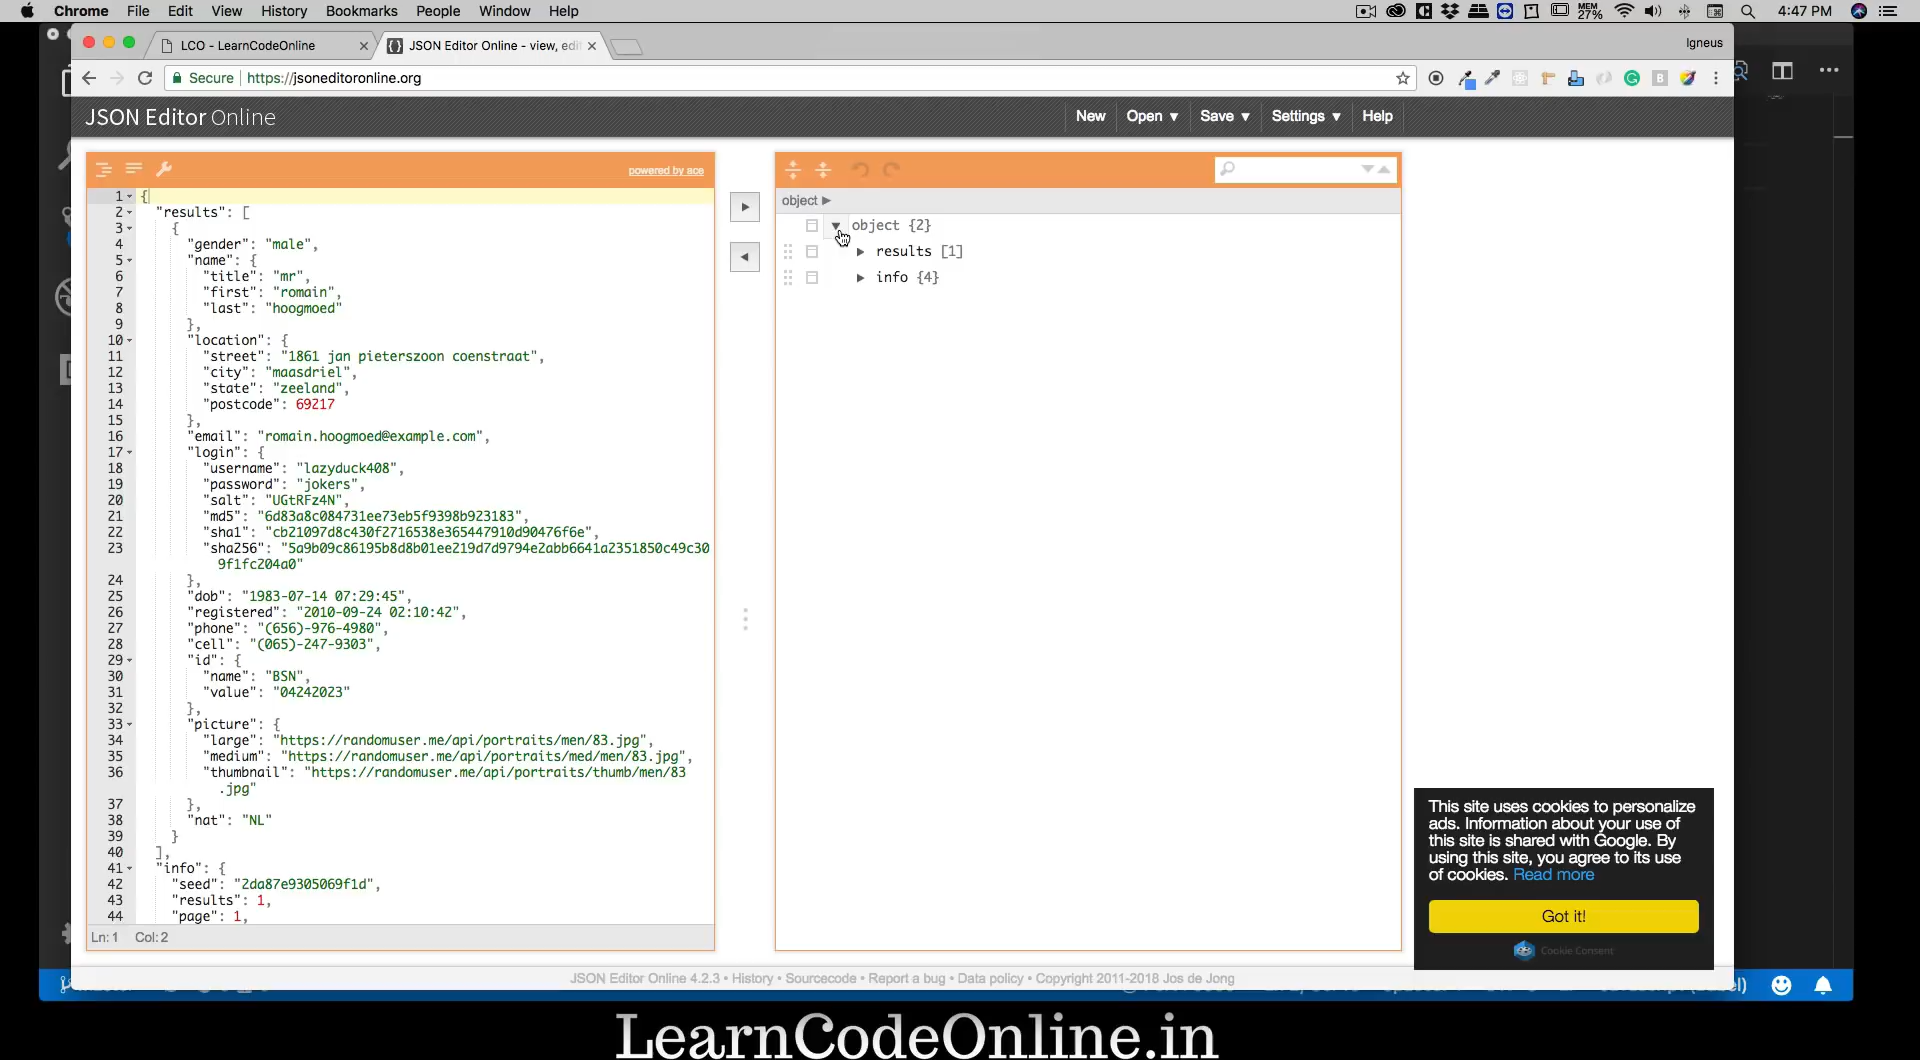 Chrome File Edit View History Bookmarks People Window Help
MEM
27%
4:47 PM
LCO - LearnCodeOnline
JSON Editor Online - view, edi
Igneus
Secure https://jsoneditoronline.org
JSON Editor Online
New Open ▼ Save ▼ Settings ▼ Help
powered by ace
1 {
2 "results": [
3 {
4 "gender": "male",
5 "name": {
6 "title": "mr",
7 "first": "romain",
8 "last": "hoogmoed"
9 },
10 "location": {
11 "street": "1861 jan pieterszoon coenstraat",
12 "city": "maasdriel",
13 "state": "zeeland",
14 "postcode": 69217
15 },
16 "email": "romain.hoogmoed@example.com",
17 "login": {
18 "username": "lazyduck408",
19 "password": "jokers",
20 "salt": "UGtRFz4N",
21 "md5": "6d83a8c084731ee73eb5f9398b923183",
22 "sha1": "cb21097d8c430f2716538e365447910d90476f6e",
23 "sha256": "5a9b09c86195b8d8b01ee219d7d9794e2abb6641a2351850c49c30
9f1fc204a0"
24 },
25 "dob": "1983-07-14 07:29:45",
26 "registered": "2010-09-24 02:10:42",
27 "phone": "(656)-976-4980",
28 "cell": "(065)-247-9303",
29 "id": {
30 "name": "BSN",
31 "value": "04242023"
32 },
33 "picture": {
34 "large": "https://randomuser.me/api/portraits/men/83.jpg",
35 "medium": "https://randomuser.me/api/portraits/med/men/83.jpg",
36 "thumbnail": "https://randomuser.me/api/portraits/thumb/men/83
.jpg"
37 },
38 "nat": "NL"
39 }
40 ],
41 "info": {
42 "seed": "2da87e9305069f1d",
43 "results": 1,
44 "page": 1,
Ln: 1 Col: 2
object ▶
object {2}
results [1]
info {4}
This site uses cookies to personalize
ads. Information about your use of
this site is shared with Google. By
using this site, you agree to its use
of cookies. Read more
Got it!
Cookie Consent
JSON Editor Online 4.2.3 • History • Sourcecode • Report a bug • Data policy • Copyright 2011-2018 Jos de Jong
LearnCodeOnline.in